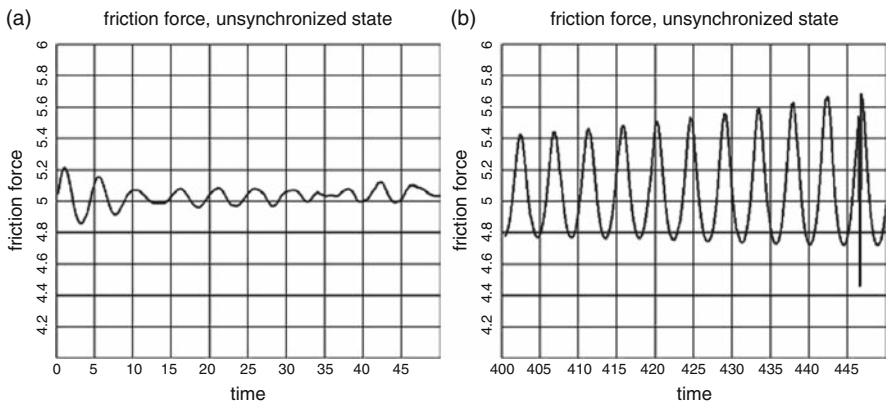 (a) friction force, unsynchronized state
friction force
6
5.8
5.6
5.4
5.2
5
4.8
4.6
4.4
4.2
0 5 10 15 20 25 30 35 40 45
time
(b) friction force, unsynchronized state
friction force
6
5.8
5.6
5.4
5.2
5
4.8
4.6
4.4
4.2
400 405 410 415 420 425 430 435 440 445
time